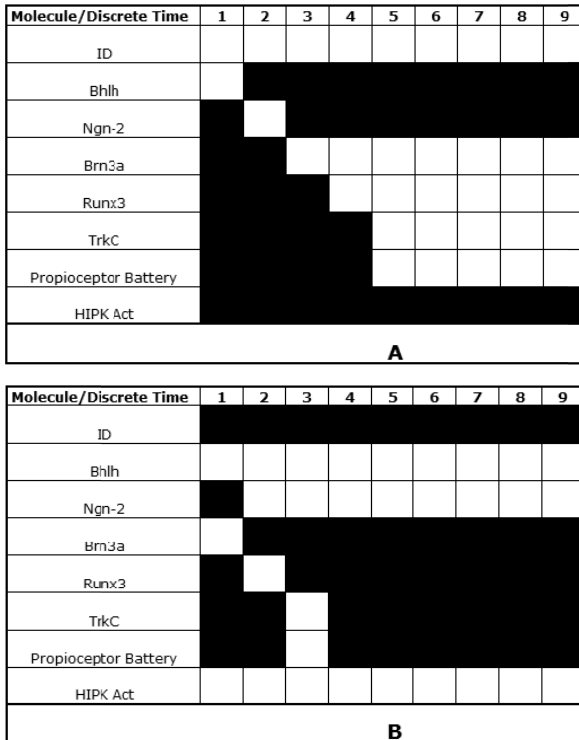 Molecule/Discrete Time 1 2 3 4 5 6 7 8 9
ID
Bhlh
Ngn-2
Brn3a
Runx3
TrkC
Propioceptor Battery
HIPK Act
A
Molecule/Discrete Time 1 2 3 4 5 6 7 8 9
ID
Bhlh
Ngn-2
Brn3a
Runx3
TrkC
Propioceptor Battery
HIPK Act
B